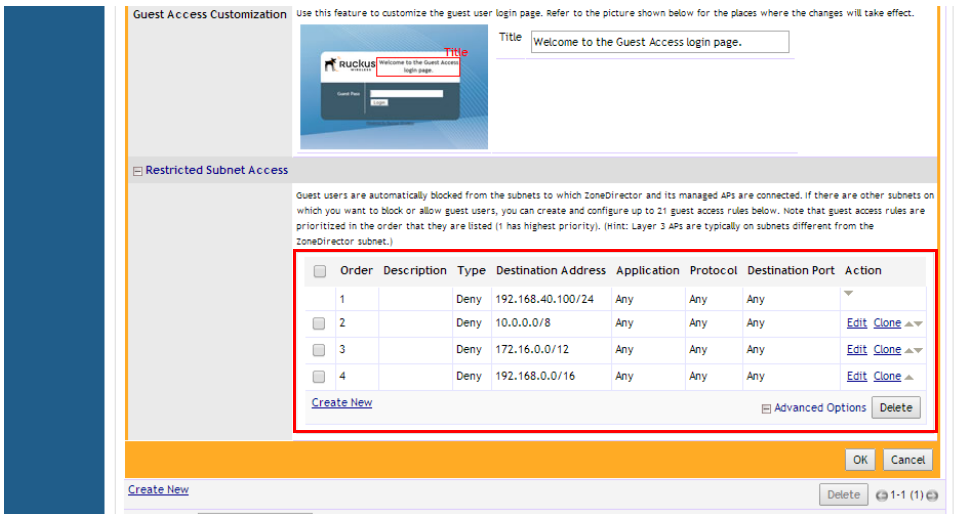 Guest Access Customization
Use this feature to customize the guest user login page. Refer to the picture shown below for the places where the changes will take effect.
Title
Ruckus
WIRELESS
Welcome to the Guest Access
login page.
Guest Pass
Login
Title
Welcome to the Guest Access login page.
Restricted Subnet Access
Guest users are automatically blocked from the subnets to which ZoneDirector and its managed APs are connected. If there are other subnets on
which you want to block or allow guest users, you can create and configure up to 21 guest access rules below. Note that guest access rules are
prioritized in the order that they are listed (1 has highest priority). (Hint: Layer 3 APs are typically on subnets different from the
ZoneDirector subnet.)
Order Description Type Destination Address Application Protocol Destination Port Action
1 Deny 192.168.40.100/24 Any Any Any
2 Deny 10.0.0.0/8 Any Any Any Edit Clone
3 Deny 172.16.0.0/12 Any Any Any Edit Clone
4 Deny 192.168.0.0/16 Any Any Any Edit Clone
Create New
Advanced Options Delete
OK Cancel
Create New
Delete 1-1 (1)